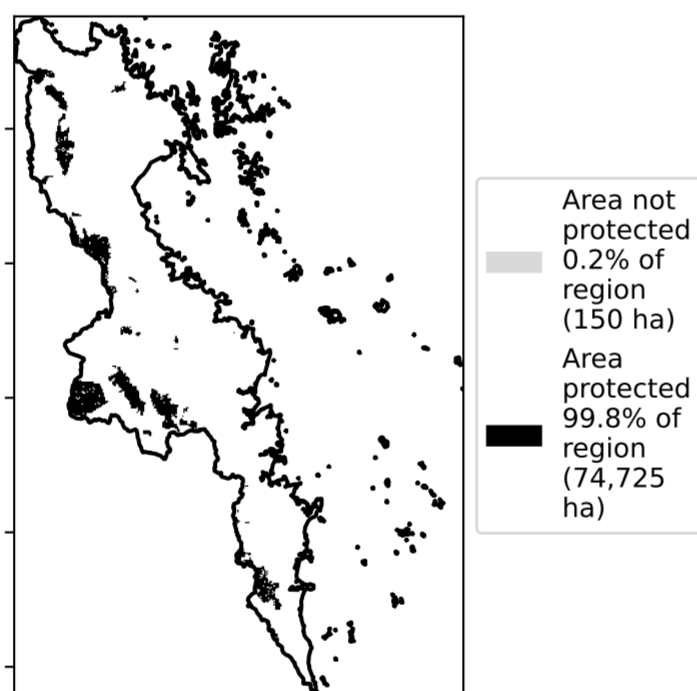 Area not
protected
0.2% of
region
(150 ha)
Area
protected
99.8% of
region
(74,725
ha)